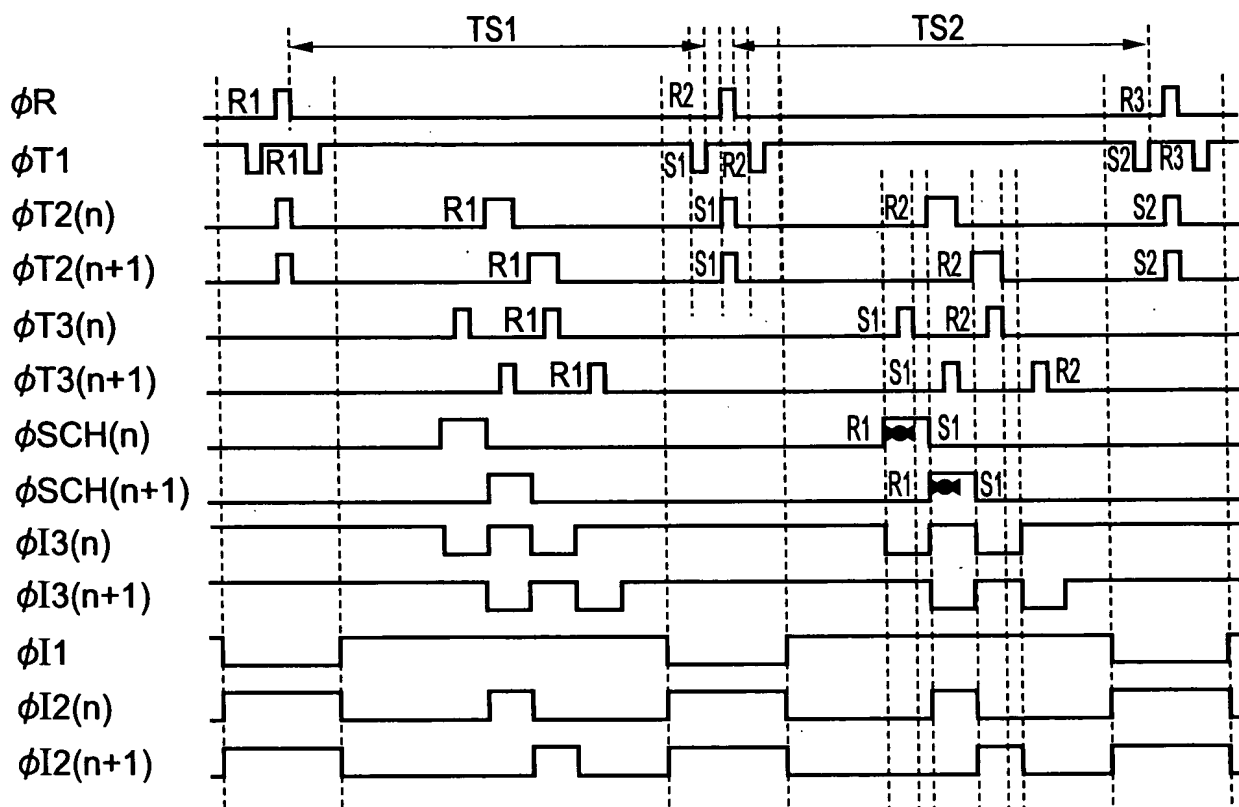 TS1 TS2
ϕR R1 R2 R3
ϕT1 R1 S1 R2 S2 R3
ϕT2(n) R1 S1 R2 S2
ϕT2(n+1) R1 S1 R2 S2
ϕT3(n) R1 S1 R2
ϕT3(n+1) R1 S1 R2
ϕSCH(n) R1 S1
ϕSCH(n+1) R1 S1
ϕI3(n)
ϕI3(n+1)
ϕI1
ϕI2(n)
ϕI2(n+1)